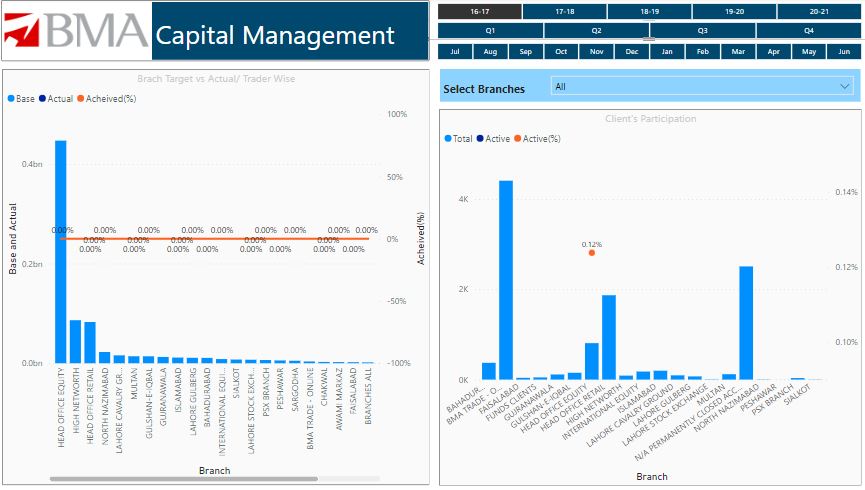 BMA
Capital Management
16-17 17-18 18-19 19-20 20-21
Q1 Q2 Q3 Q4
Jul Aug Sep Oct Nov Dec Jan Feb Mar Apr May Jun
Select Branches All
Brach Target vs Actual/ Trader Wise
Base Actual Acheived(%)
Base and Actual
0.4bn
0.2bn
0.0bn
100%
50%
0%
-50%
-100%
Acheived(%)
0.00% 0.00% 0.00% 0.00% 0.00% 0.00% 0.00% 0.00%
0.00% 0.00% 0.00% 0.00% 0.00% 0.00% 0.00%
0.00% 0.00% 0.00% 0.00% 0.00% 0.00% 0.00%
HEAD OFFICE EQUITY
HIGH NETWORTH
HEAD OFFICE RETAIL
NORTH NAZIMABAD
LAHORE CAVALRY GR...
MULTAN
GULSHAN-E-IQBAL
GUJRANWALA
ISLAMABAD
LAHORE GULBERG
BAHADURABAD
INTERNATIONAL EQUI...
SIALKOT
LAHORE STOCK EXCH...
PSX BRANCH
PESHAWAR
SARGODHA
BMA TRADE - ONLINE
CHAKWAL
AWAMI MARKAZ
FAISALABAD
BRANCHES ALL
Branch
Client's Participation
Total Active Active(%)
4K
2K
0K
0.14%
0.12%
0.10%
0.12%
BAHADUR...
BMA TRADE - O...
FAISALABAD
FUNDS CLIENTS
GUJRANAWALA
GULSHAN-E-IQBAL
HEAD OFFICE EQUITY
HEAD OFFICE RETAIL
HIGH NETWORTH
INTERNATIONAL EQUITY
ISLAMABAD
LAHORE CAVALRY GROUND
LAHORE GULBERG
LAHORE STOCK EXCHANGE
MULTAN
N/A PERMANENTLY CLOSED ACC...
NORTH NAZIMABAD
PESHAWAR
PSX BRANCH
SIALKOT
Branch